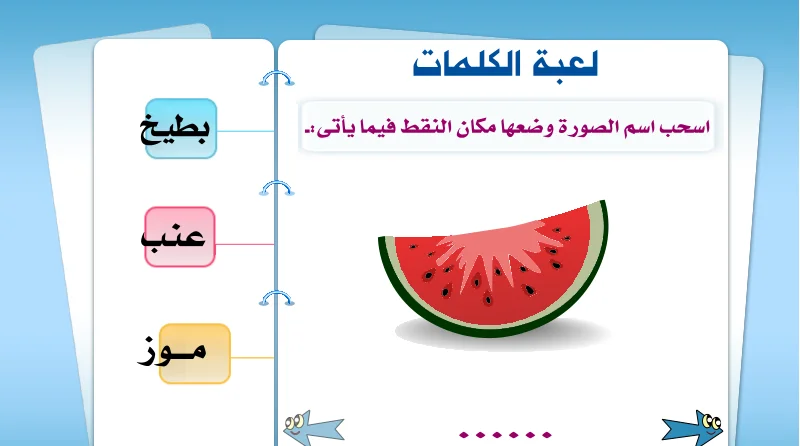 لعبة الكلمات
اسحب اسم الصورة وضعها مكان النقط فيما يأتى :ـ
بطيخ
عنب
مـوز